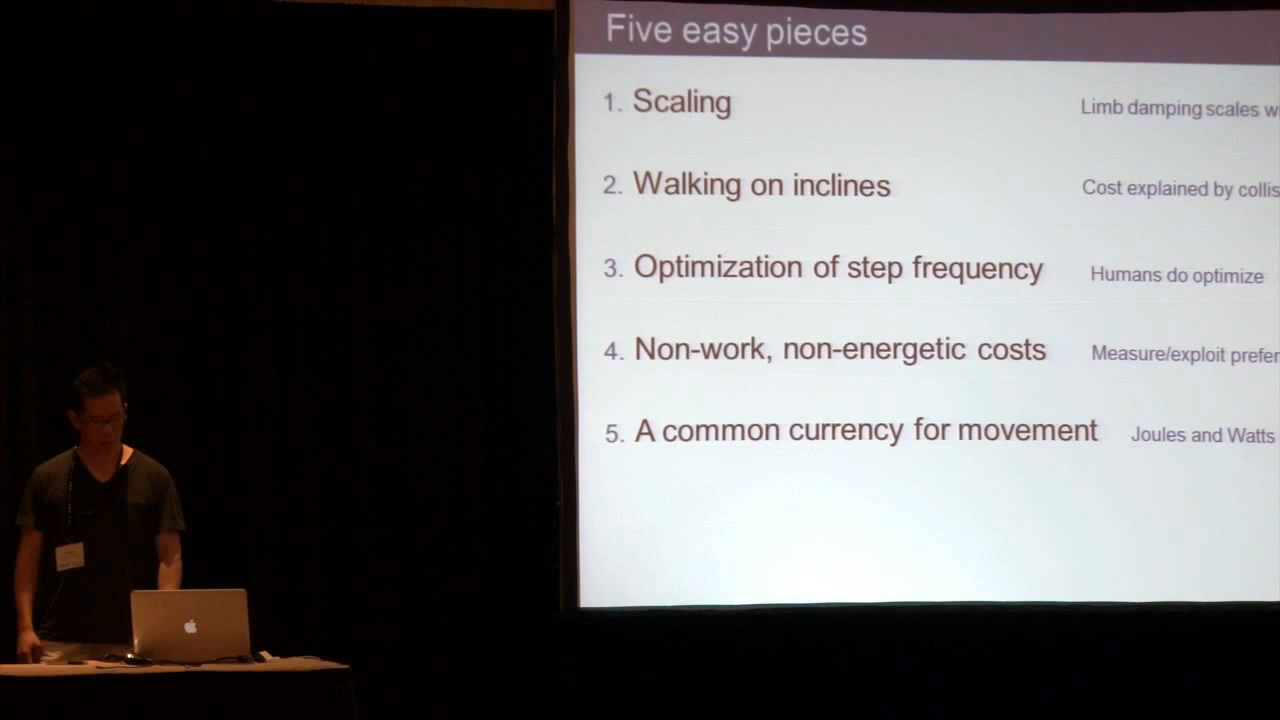 Five easy pieces
1. Scaling Limb damping scales
2. Walking on inclines Cost explained by
3. Optimization of step frequency Humans do optimize
4. Non-work, non-energetic costs Measure/exploit
5. A common currency for movement Joules and Watts